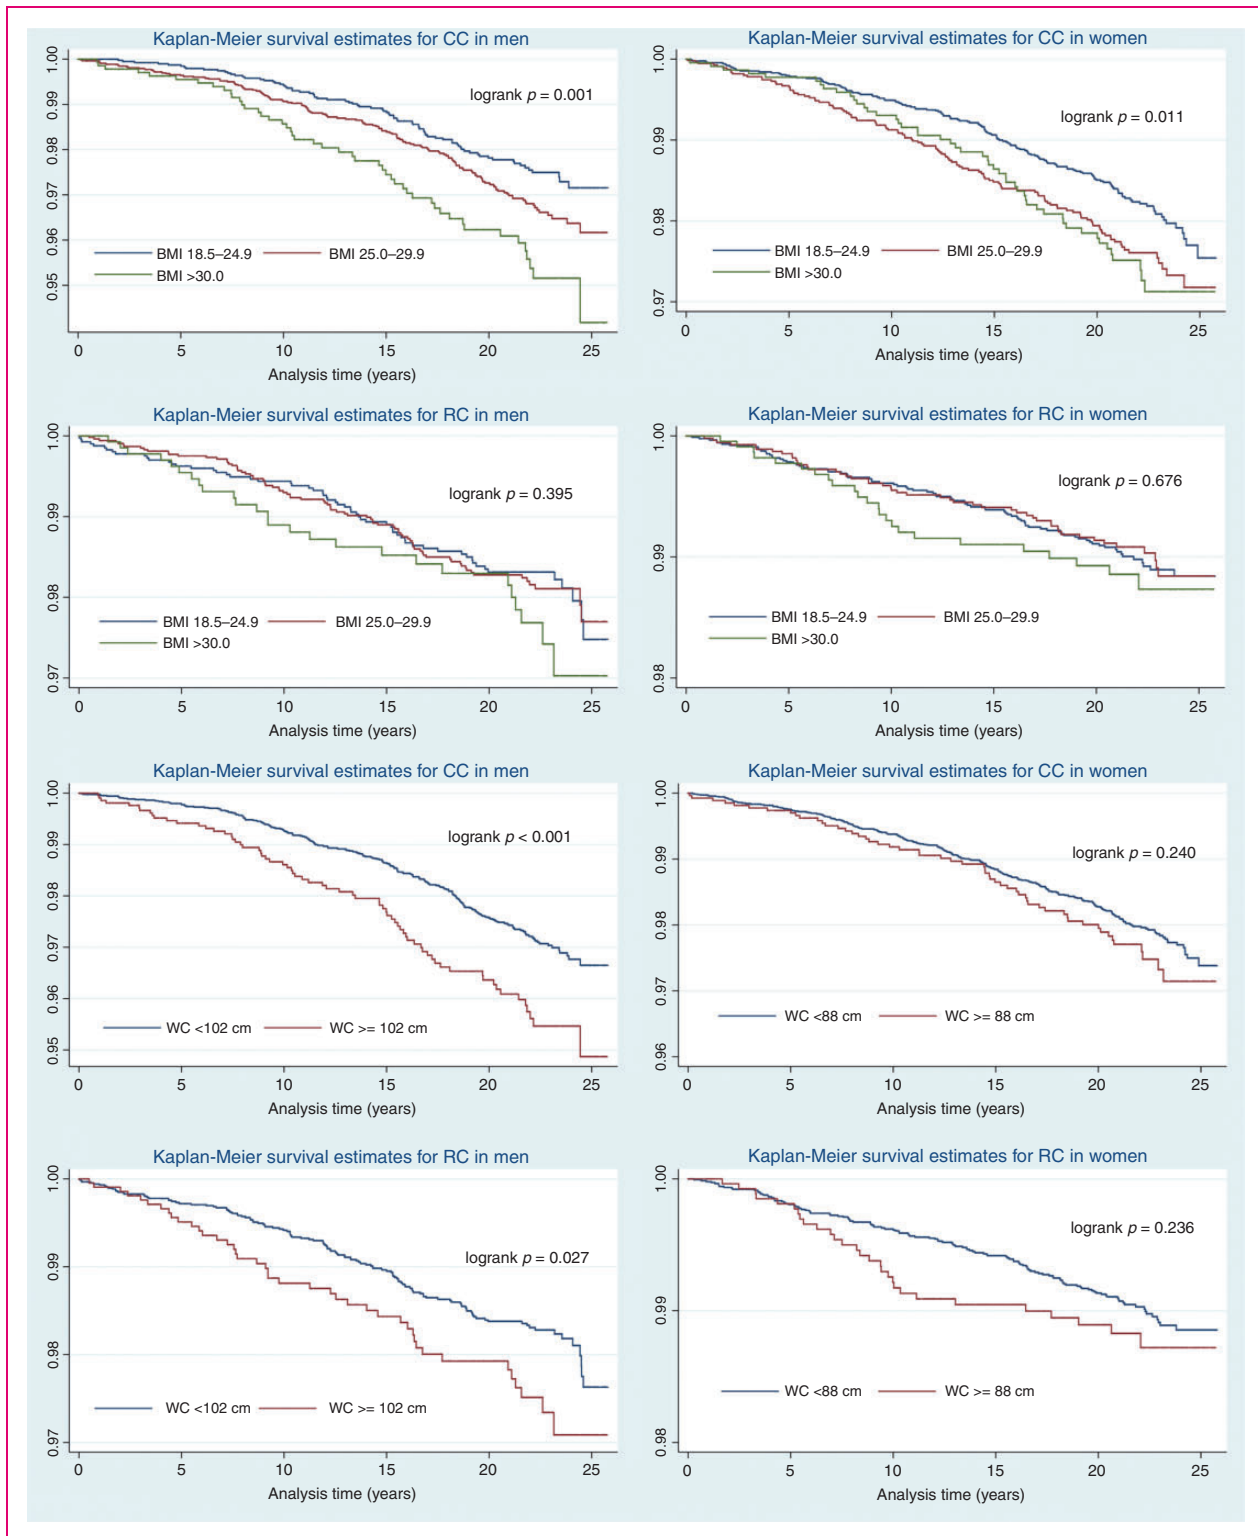 Kaplan-Meier survival estimates for CC in men
1.00
0.99
0.98
0.97
0.96
0.95
logrank p = 0.001
BMI 18.5–24.9
BMI 25.0–29.9
BMI >30.0
0 5 10 15 20 25
Analysis time (years)
Kaplan-Meier survival estimates for CC in women
1.00
0.99
0.98
0.97
logrank p = 0.011
BMI 18.5–24.9
BMI 25.0–29.9
BMI >30.0
0 5 10 15 20 25
Analysis time (years)
Kaplan-Meier survival estimates for RC in men
1.00
0.99
0.98
0.97
logrank p = 0.395
BMI 18.5–24.9
BMI 25.0–29.9
BMI >30.0
0 5 10 15 20 25
Analysis time (years)
Kaplan-Meier survival estimates for RC in women
1.00
0.99
0.98
logrank p = 0.676
BMI 18.5–24.9
BMI 25.0–29.9
BMI >30.0
0 5 10 15 20 25
Analysis time (years)
Kaplan-Meier survival estimates for CC in men
1.00
0.99
0.98
0.97
0.96
0.95
logrank p < 0.001
WC <102 cm
WC >= 102 cm
0 5 10 15 20 25
Analysis time (years)
Kaplan-Meier survival estimates for CC in women
1.00
0.99
0.98
0.97
0.96
logrank p = 0.240
WC <88 cm
WC >= 88 cm
0 5 10 15 20 25
Analysis time (years)
Kaplan-Meier survival estimates for RC in men
1.00
0.99
0.98
0.97
logrank p = 0.027
WC <102 cm
WC >= 102 cm
0 5 10 15 20 25
Analysis time (years)
Kaplan-Meier survival estimates for RC in women
1.00
0.99
0.98
logrank p = 0.236
WC <88 cm
WC >= 88 cm
0 5 10 15 20 25
Analysis time (years)